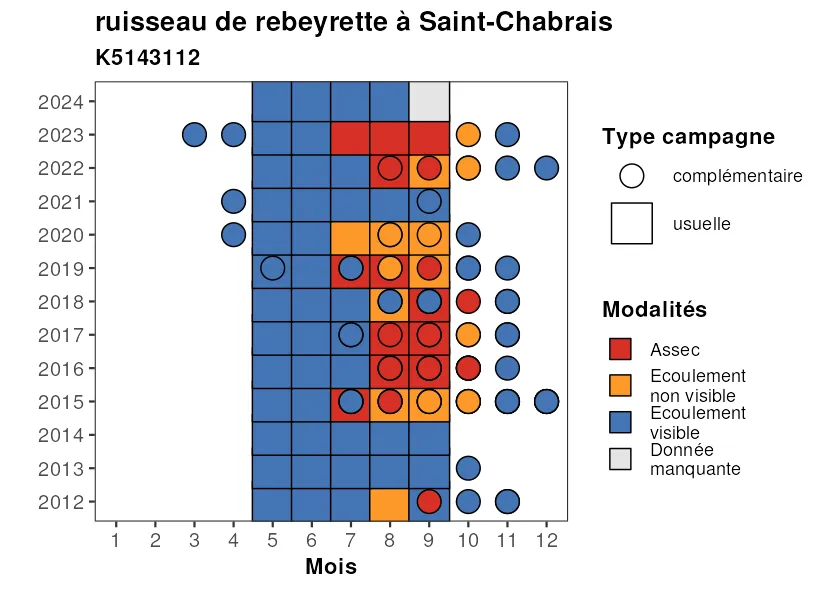 ruisseau de rebeyrette à Saint-Chabrais
K5143112
2024
2023
2022
2021
2020
2019
2018
2017
2016
2015
2014
2013
2012
1 2 3 4 5 6 7 8 9 10 11 12
Mois
Type campagne
complémentaire
usuelle
Modalités
Assec
Ecoulement
non visible
Ecoulement
visible
Donnée
manquante